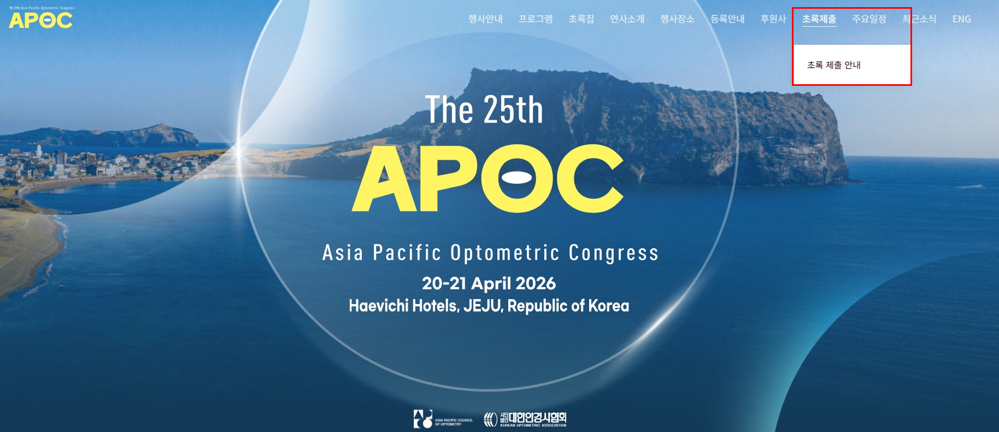 The 25th Asia Pacific Optometric Congress
APOC
행사안내 프로그램 초록집 연사소개 행사장소 등록안내 후원사 초록제출 주요일정 최근소식 ENG
초록 제출 안내
The 25th
APOC
Asia Pacific Optometric Congress
20-21 April 2026
Haevichi Hotels, JEJU, Republic of Korea
APCO
ASIA PACIFIC COUNCIL
OF OPTOMETRY
KOA
사단법인 대한안경사협회
KOREAN OPTOMETRIC ASSOCIATION